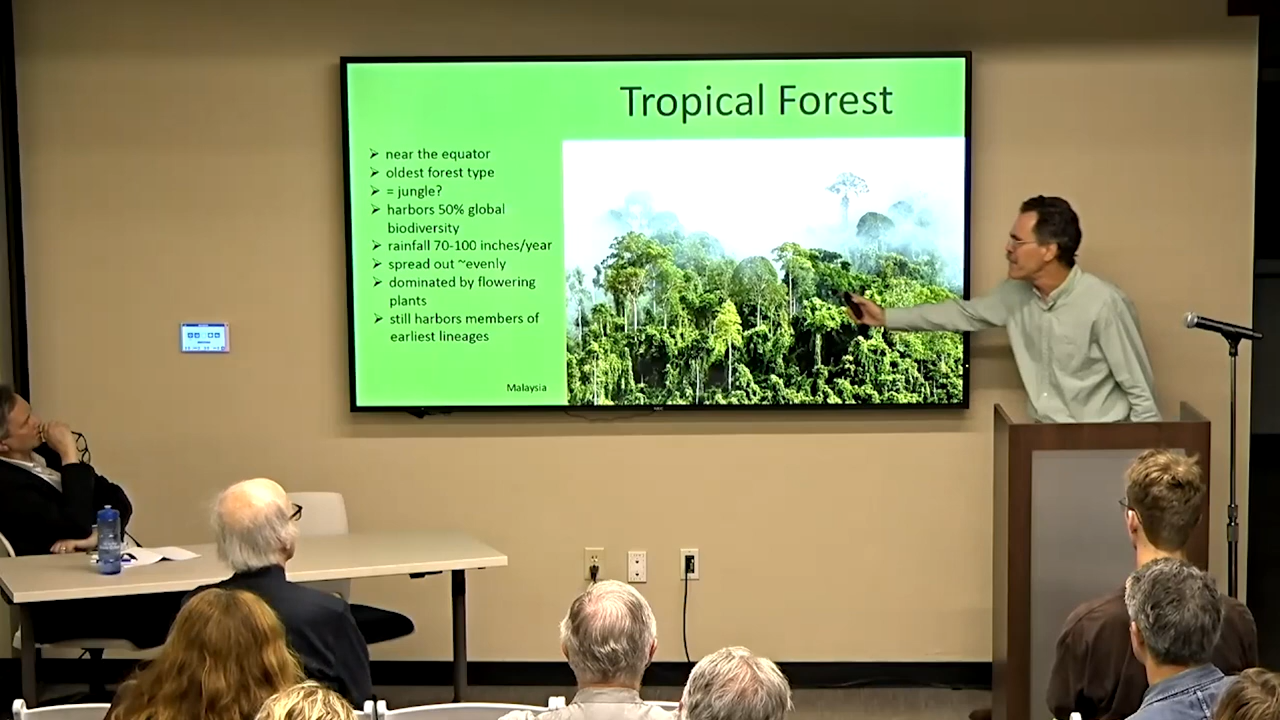 Tropical Forest
➢ near the equator
➢ oldest forest type
➢ = jungle?
➢ harbors 50% global
biodiversity
➢ rainfall 70-100 inches/year
➢ spread out ~evenly
➢ dominated by flowering
plants
➢ still harbors members of
earliest lineages
Malaysia
NEC